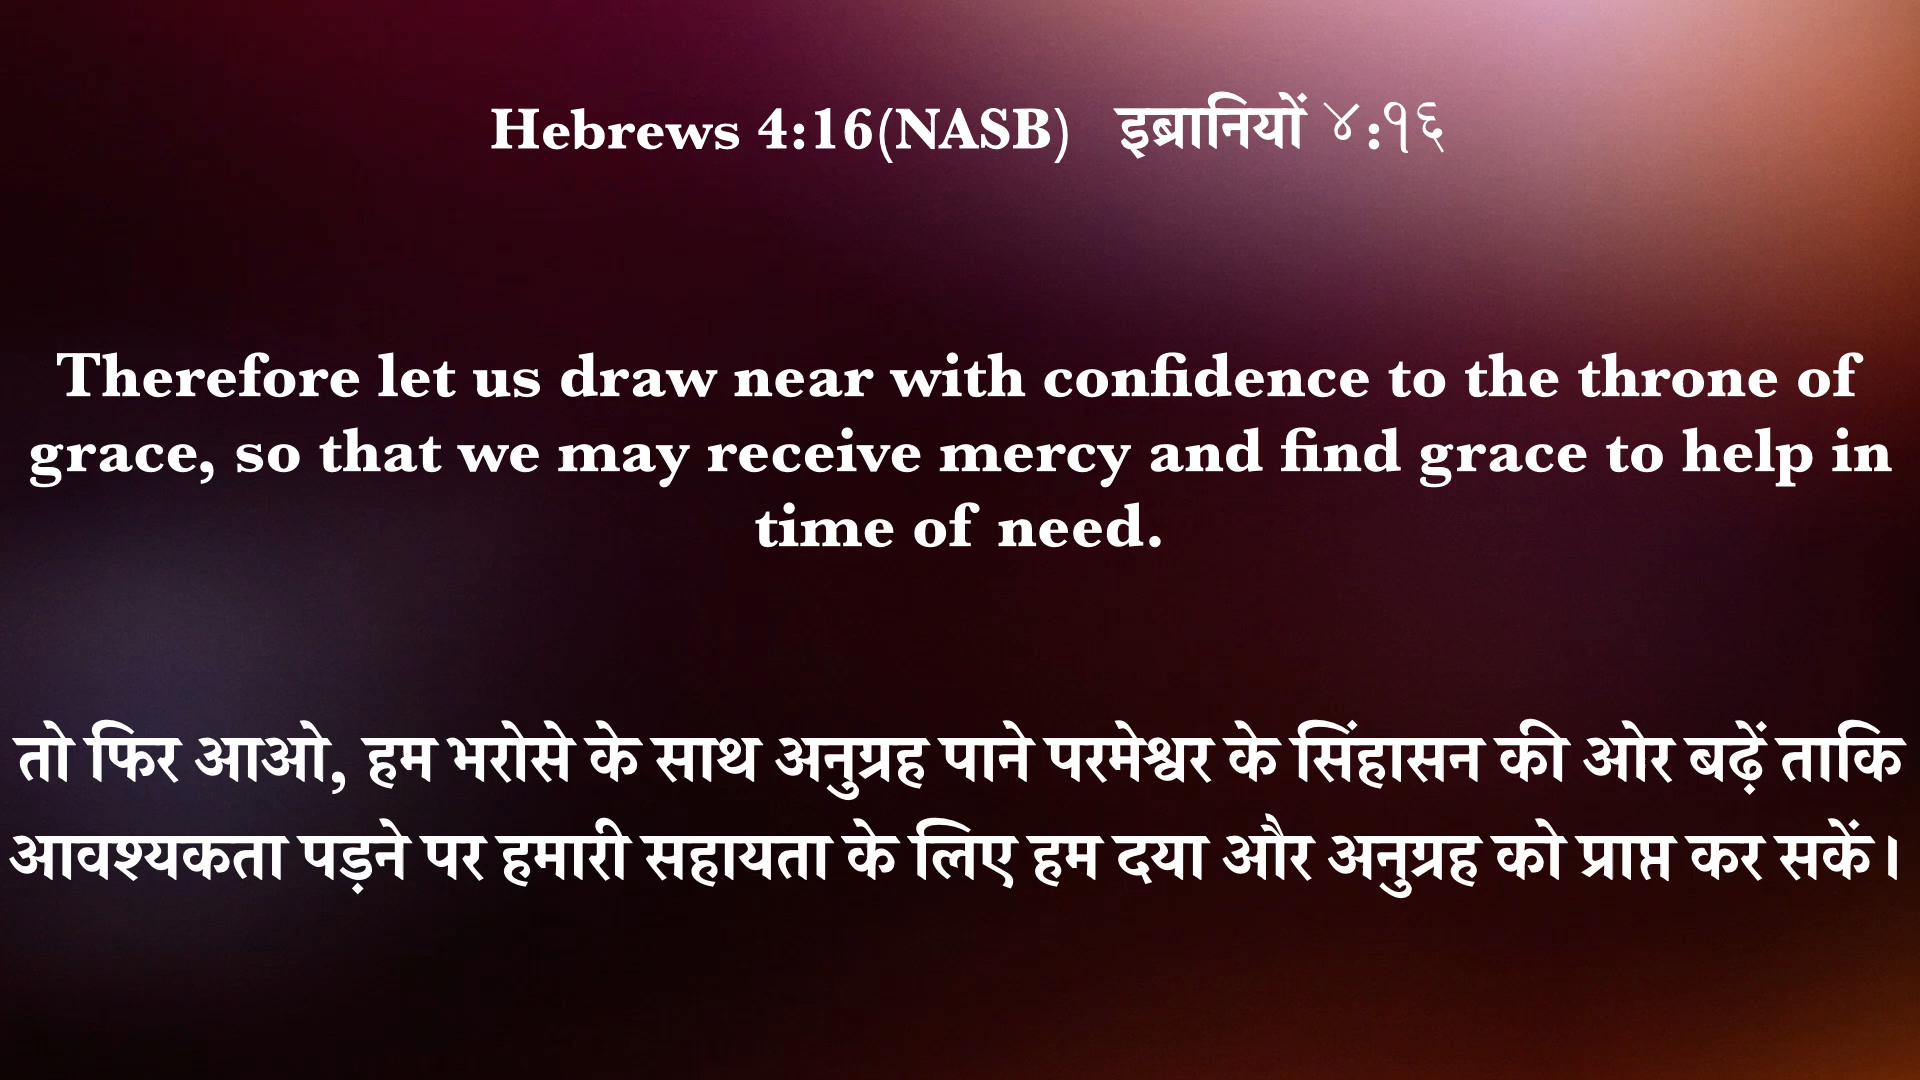 Hebrews 4:16(NASB) इब्रानियों ४:१६
Therefore let us draw near with confidence to the throne of
grace, so that we may receive mercy and find grace to help in
time of need.
तो फिर आओ, हम भरोसे के साथ अनुग्रह पाने परमेश्वर के सिंहासन की ओर बढ़ें ताकि
आवश्यकता पड़ने पर हमारी सहायता के लिए हम दया और अनुग्रह को प्राप्त कर सकें।